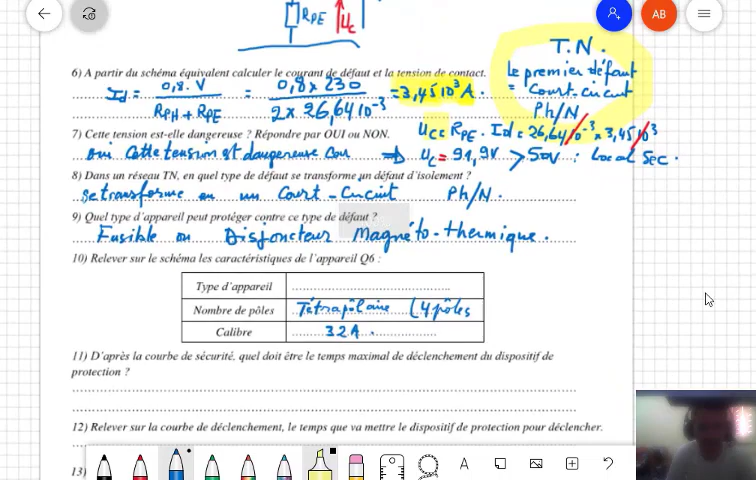 RPE Uc
T.N.
le premier défaut
= Court-circuit
Ph/N
6) A partir du schéma équivalent calculer le courant de défaut et la tension de contact.
Id = 0,8.V / RPH + RPE = 0,8 x 230 / 2 x 26,64 10⁻³ = 3,45 10³ A.
Uc = RPE . Id = 26,64 10⁻³ x 3,45 10³
7) Cette tension est-elle dangereuse ? Répondre par OUI ou NON.
oui cette tension est dangereuse car ⇒ Uc = 91,9V > 50V : Local Sec.
8) Dans un réseau TN, en quel type de défaut se transforme un défaut d'isolement ?
se transforme en un Court-Circuit Ph/N.
9) Quel type d'appareil peut protéger contre ce type de défaut ?
Fusible ou Disjoncteur Magnéto-thermique.
10) Relever sur le schéma les caractéristiques de l'appareil Q6 :
Type d'appareil
Nombre de pôles Tétrapôlaire (4 pôles
Calibre 32A.
11) D'après la courbe de sécurité, quel doit être le temps maximal de déclenchement du dispositif de
protection ?
12) Relever sur la courbe de déclenchement, le temps que va mettre le dispositif de protection pour déclencher.
13)
AB
A